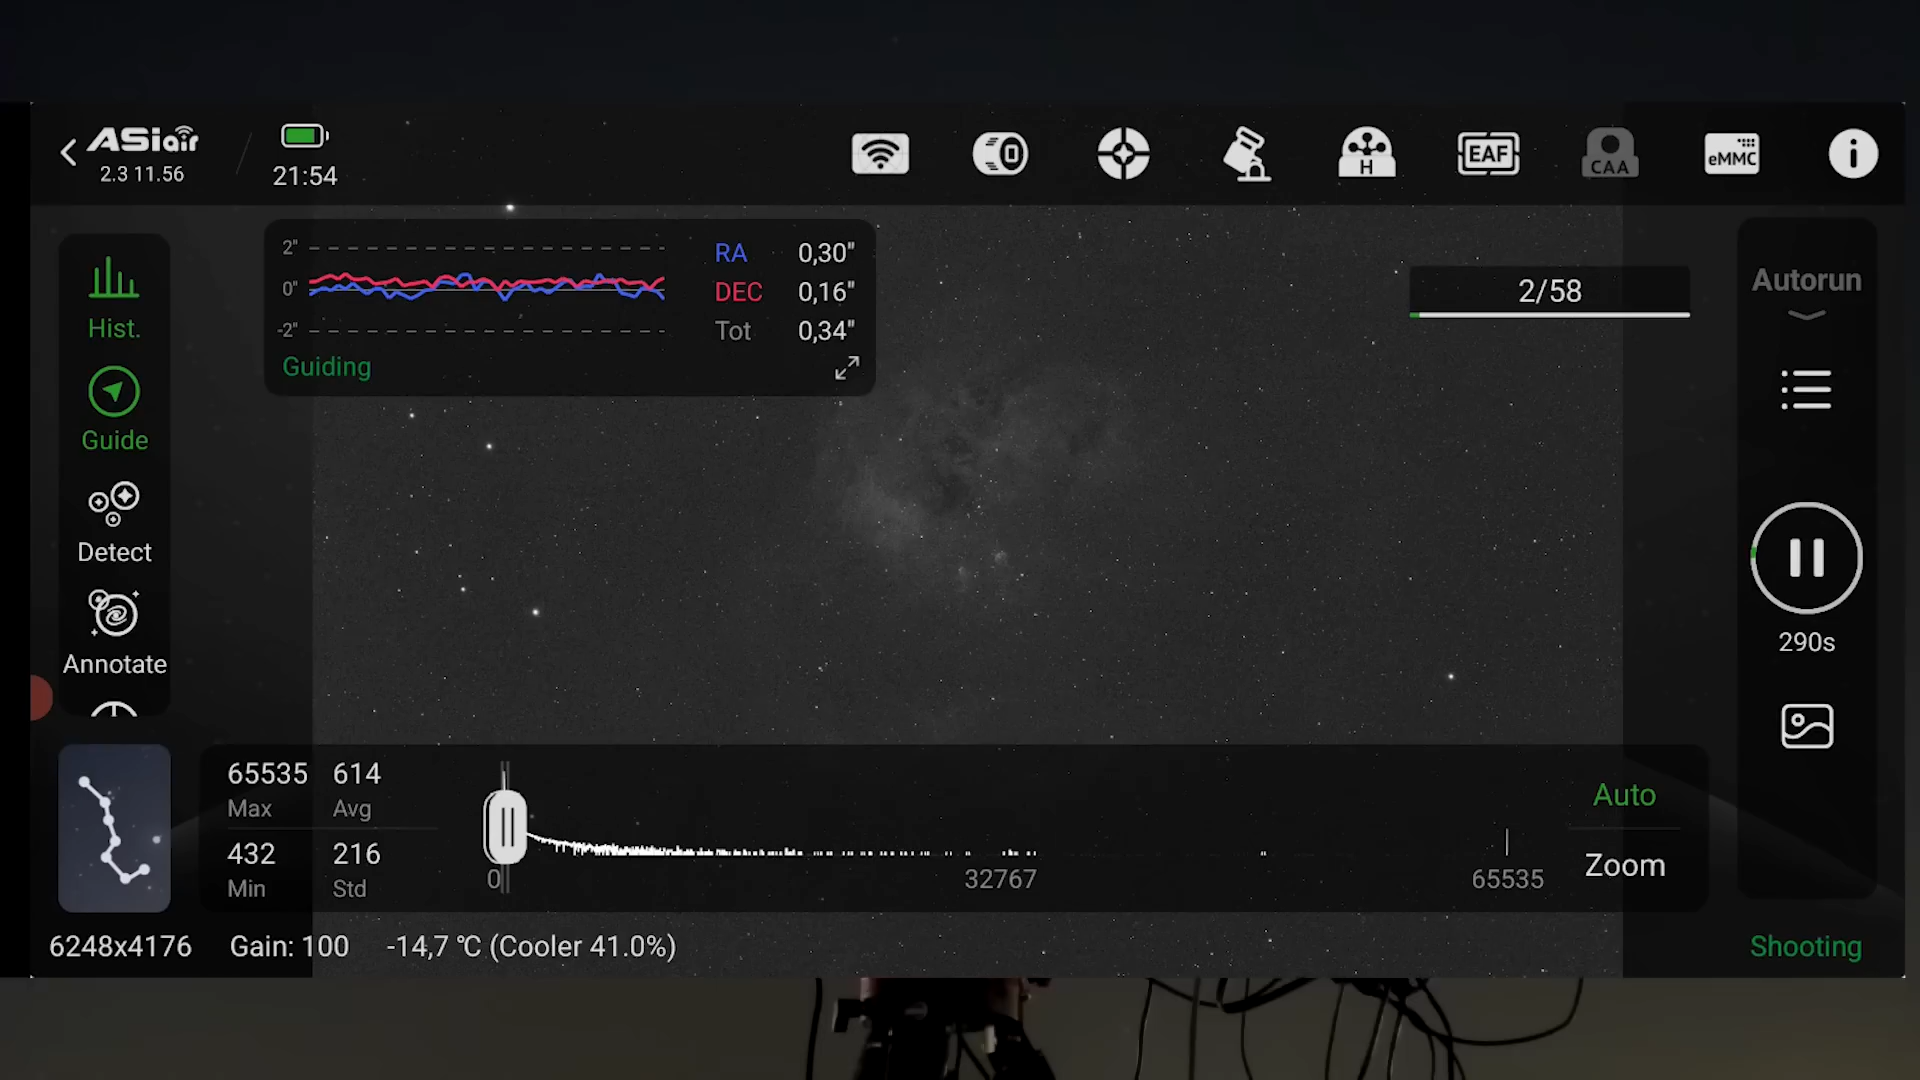 ASIair
2.3 11.56
21:54
H
EAF
CAA
eMMC
Hist.
Guide
Detect
Annotate
2"
0"
-2"
RA 0,30"
DEC 0,16"
Tot 0,34"
Guiding
2/58
Autorun
290s
65535 614
Max Avg
432 216
Min Std
0 32767 65535
Auto
Zoom
6248x4176 Gain: 100 -14,7 ℃ (Cooler 41.0%)
Shooting